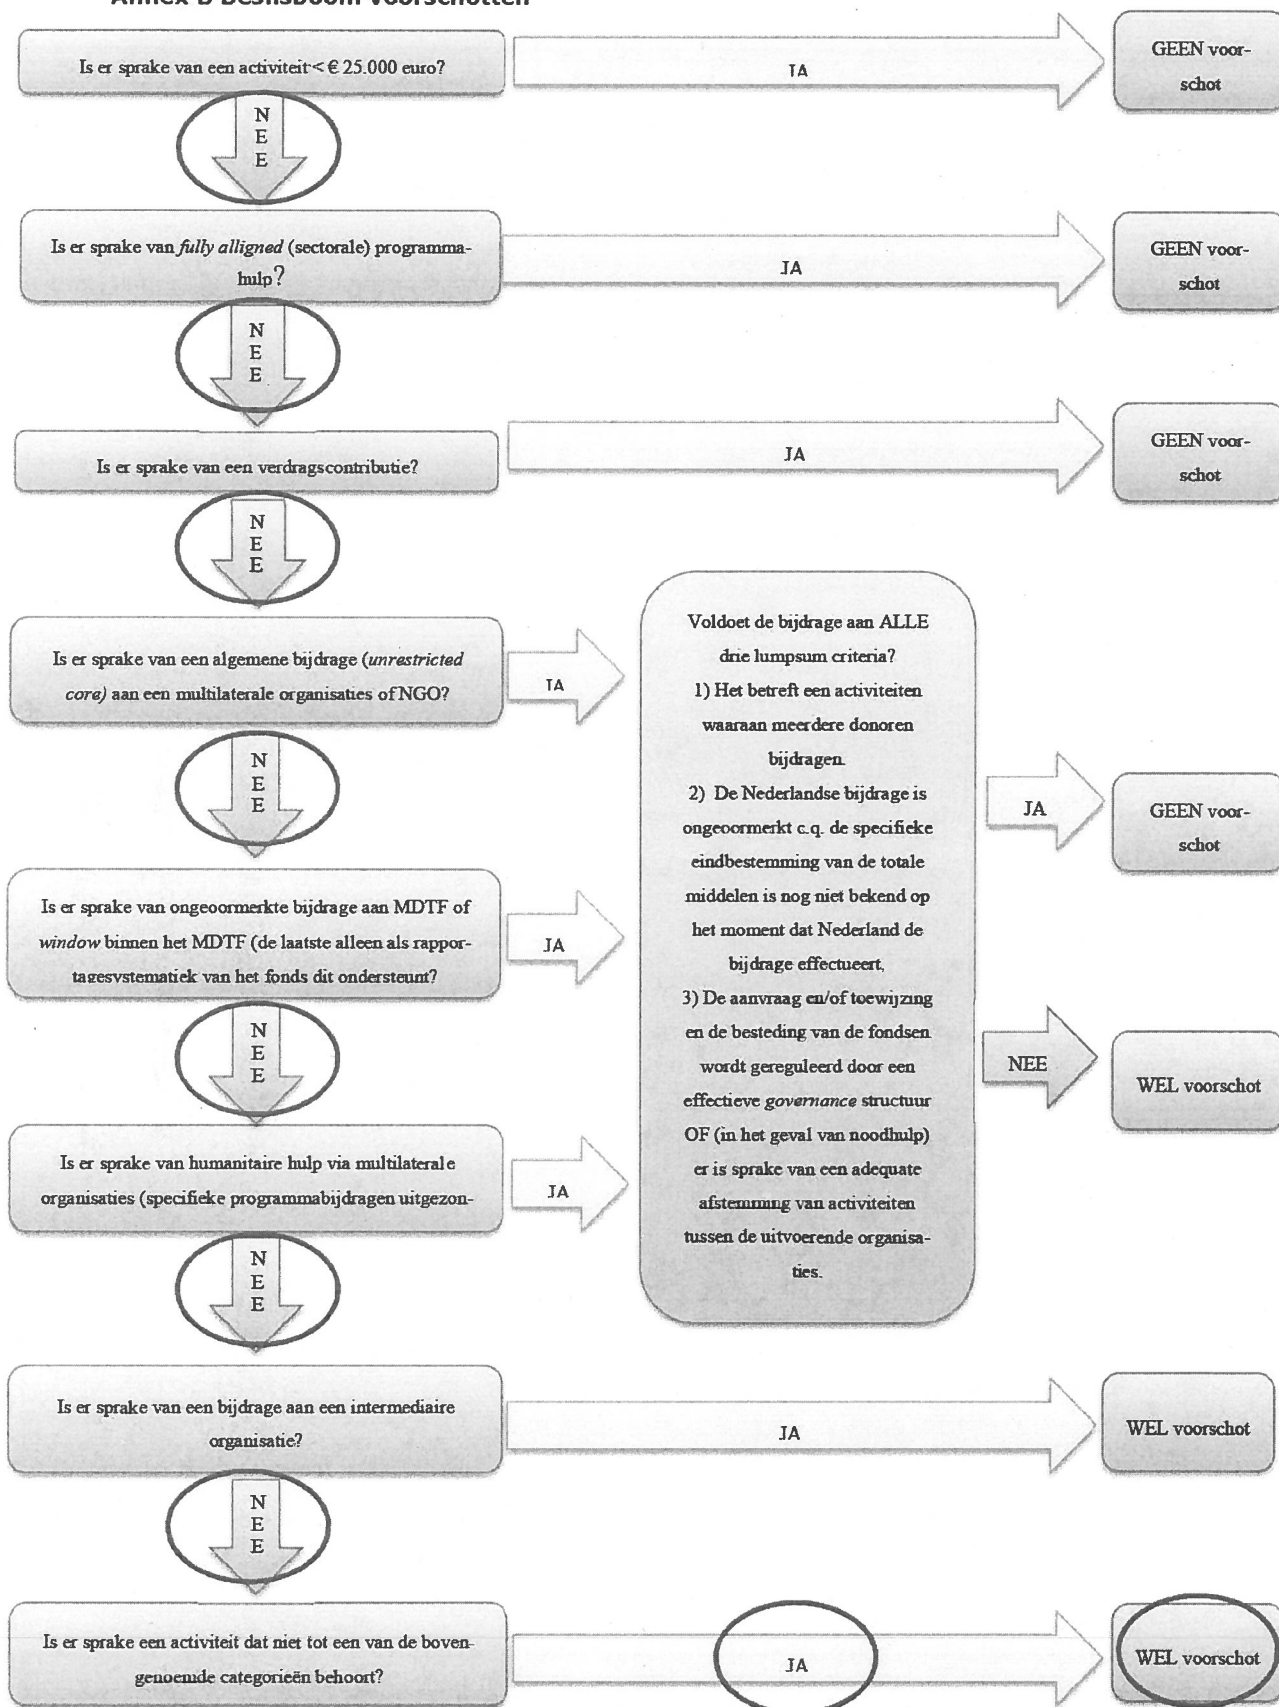 Annex B Beslisboom voorschotten
Is er sprake van een activiteit < € 25.000 euro?
JA
GEEN voor-
schot
N
E
E
Is er sprake van fully alligned (sectorale) programma-
hulp?
JA
GEEN voor-
schot
N
E
E
Is er sprake van een verdragscontributie?
JA
GEEN voor-
schot
N
E
E
Is er sprake van een algemene bijdrage (unrestricted
core) aan een multilaterale organisaties of NGO?
JA
N
E
E
Is er sprake van ongeoormerkte bijdrage aan MDTF of
window binnen het MDTF (de laatste alleen als rappor-
tagesystematiek van het fonds dit ondersteunt?
JA
N
E
E
Is er sprake van humanitaire hulp via multilaterale
organisaties (specifieke programmabijdragen uitgezon-
JA
Voldoet de bijdrage aan ALLE
drie lumpsum criteria?
1) Het betreft een activiteiten
waaraan meerdere donoren
bijdragen.
2) De Nederlandse bijdrage is
ongeoormerkt c.q. de specifieke
eindbestemming van de totale
middelen is nog niet bekend op
het moment dat Nederland de
bijdrage effectueert,
3) De aanvraag en/of toewijzing
en de besteding van de fondsen
wordt gereguleerd door een
effectieve governance structuur
OF (in het geval van noodhulp)
er is sprake van een adequate
afstemming van activiteiten
tussen de uitvoerende organisa-
ties.
JA
GEEN voor-
schot
NEE
WEL voorschot
N
E
E
Is er sprake van een bijdrage aan een intermediaire
organisatie?
JA
WEL voorschot
N
E
E
Is er sprake een activiteit dat niet tot een van de boven-
genoemde categorieën behoort?
JA
WEL voorschot